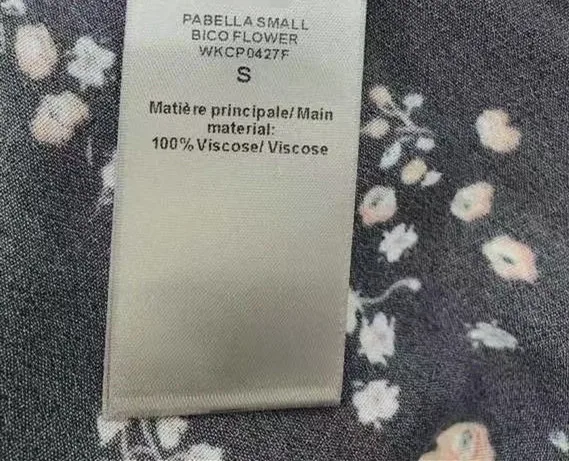 PABELLA SMALL
BICO FLOWER
WKCP0427F
S
Matière principale/ Main
material:
100% Viscose/ Viscose